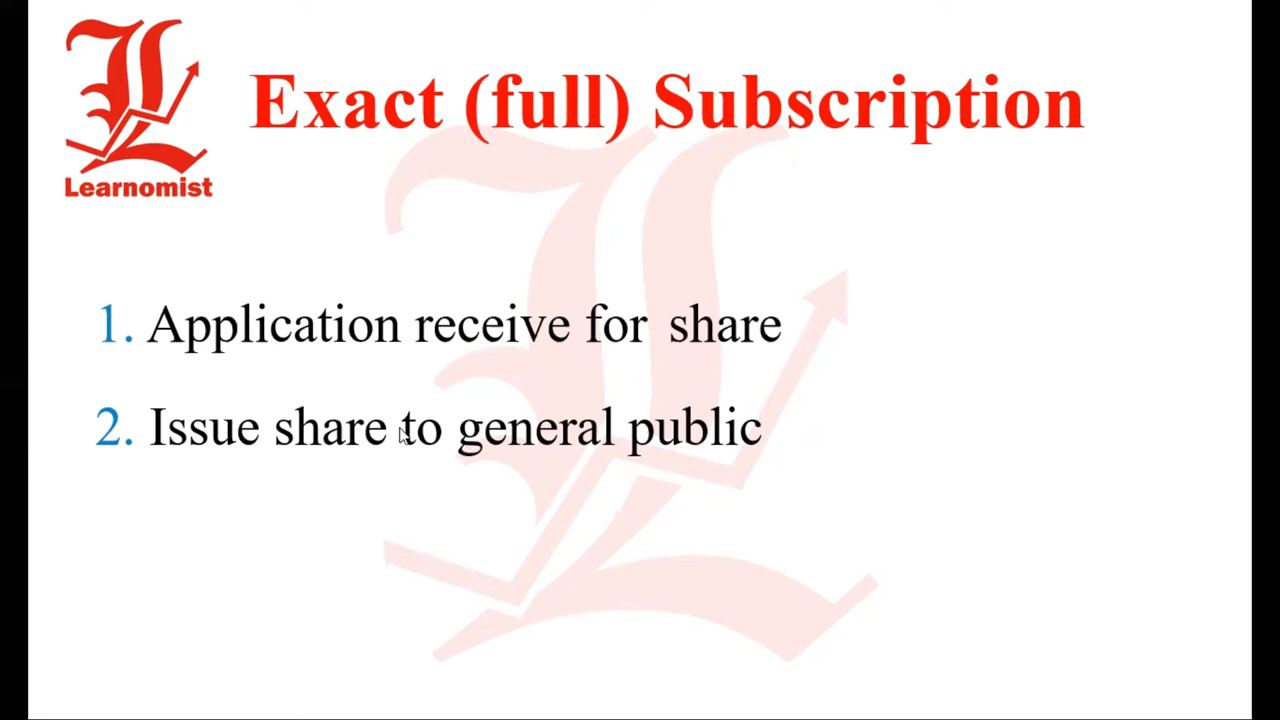 Exact (full) Subscription
Learnomist
1. Application receive for share
2. Issue share to general public